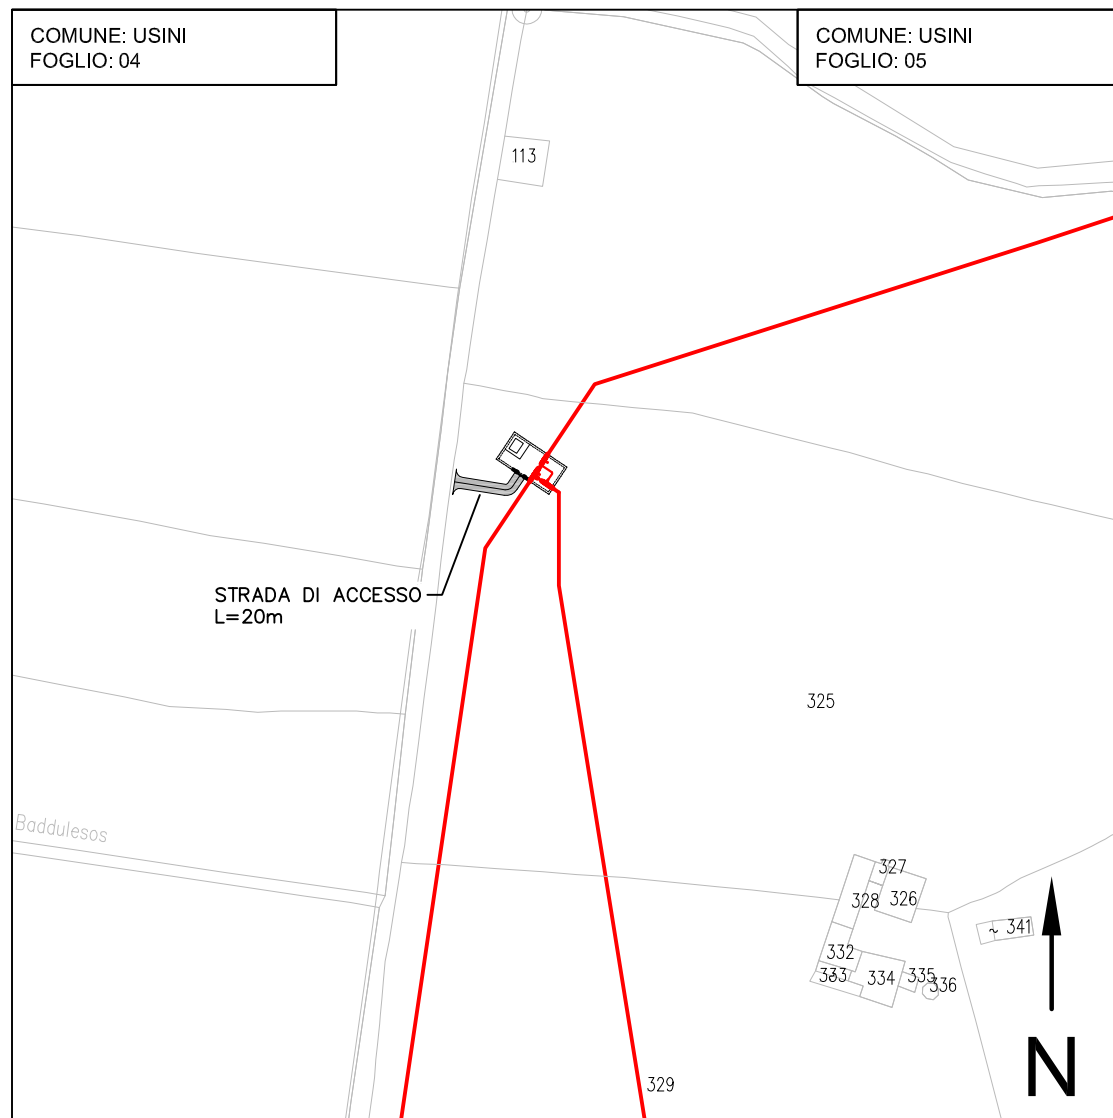 COMUNE: USINI
FOGLIO: 04
COMUNE: USINI
FOGLIO: 05
113
STRADA DI ACCESSO
L=20m
325
Baddulesos
327
328
326
~ 341
332
333
334
335
336
N
329